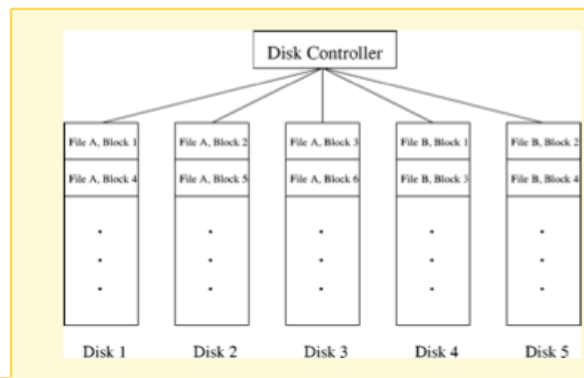 Disk Controller
File A, Block 1 File A, Block 2 File A, Block 3 File B, Block 1 File B, Block 2
File A, Block 4 File A, Block 5 File A, Block 6 File B, Block 3 File B, Block 4
Disk 1 Disk 2 Disk 3 Disk 4 Disk 5